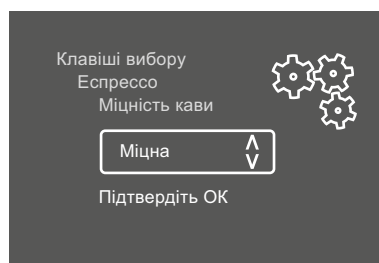 Клавіші вибору
Еспрессо
Міцність кави
Міцна
Підтвердіть ОК